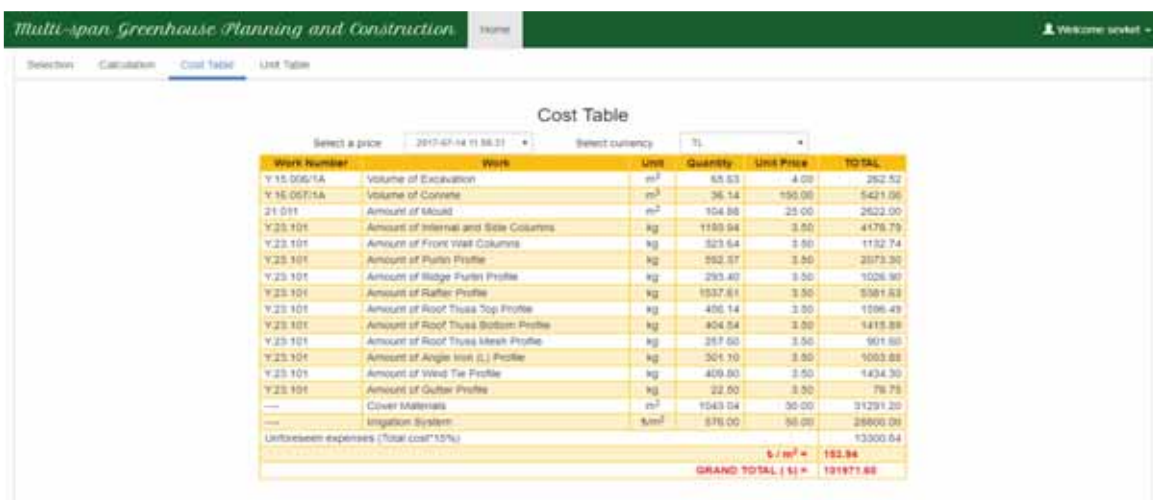 Multi-span Greenhouse Planning and Construction Home Welcome sevket
Selection Calculation Cost Table Unit Table
Cost Table
Select a price 2017-07-14 11:56:31 Select currency TL
Work Number Work Unit Quantity Unit Price TOTAL
Y.15.006/1A Volume of Excavation m³ 65.63 4.00 262.52
Y.16.057/1A Volume of Conrete m³ 36.14 150.00 5421.00
21.011 Amount of Mould m² 104.88 25.00 2622.00
Y.23.101 Amount of Internal and Side Columns kg 1193.94 3.50 4178.79
Y.23.101 Amount of Front Wall Columns kg 323.64 3.50 1132.74
Y.23.101 Amount of Purlin Profile kg 592.37 3.50 2073.30
Y.23.101 Amount of Ridge Purlin Profile kg 293.40 3.50 1026.90
Y.23.101 Amount of Rafter Profile kg 1537.61 3.50 5381.63
Y.23.101 Amount of Roof Truss Top Profile kg 456.14 3.50 1596.49
Y.23.101 Amount of Roof Truss Bottom Profile kg 404.54 3.50 1415.89
Y.23.101 Amount of Roof Truss Mesh Profile kg 257.60 3.50 901.60
Y.23.101 Amount of Angle Iron (L) Profile kg 301.10 3.50 1053.85
Y.23.101 Amount of Wind Tie Profile kg 409.80 3.50 1434.30
Y.23.101 Amount of Gutter Profile kg 22.50 3.50 78.75
---- Cover Materials m² 1043.04 30.00 31291.20
---- Irrigation System ₺/m² 576.00 50.00 28800.00
Unforeseen expenses (Total cost*15%) 13300.64
₺ / m² = 153.94
GRAND TOTAL ( ₺) = 101971.60